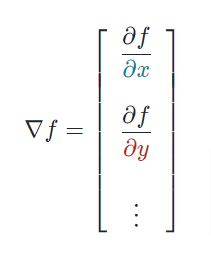 ∇f = [
∂f/∂x
∂f/∂y
⋮
]